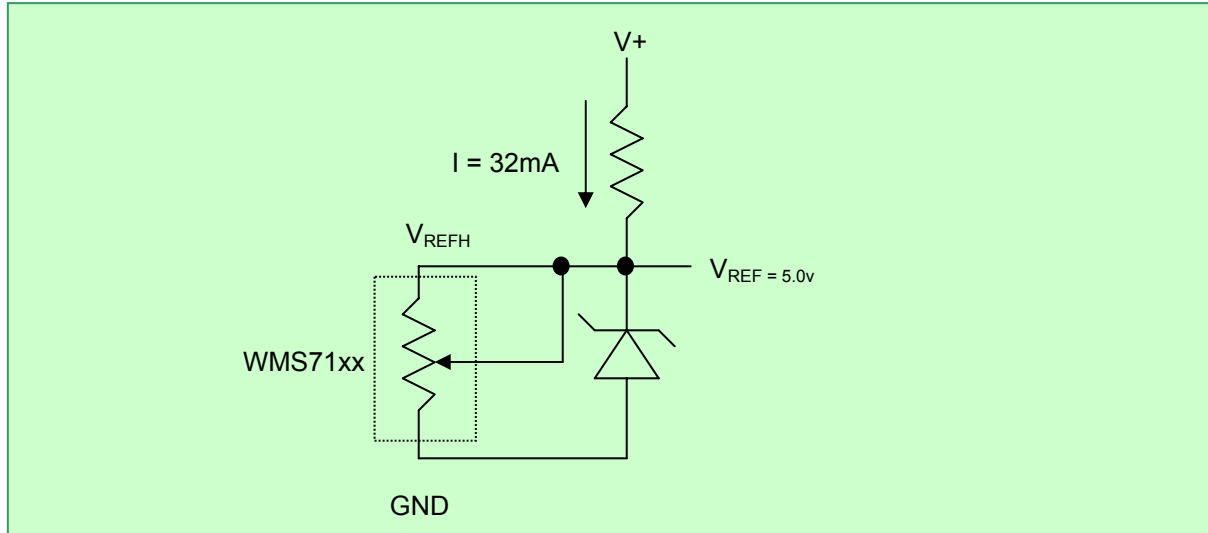 V+
I = 32mA
VREFH
VREF = 5.0v
WMS71xx
GND